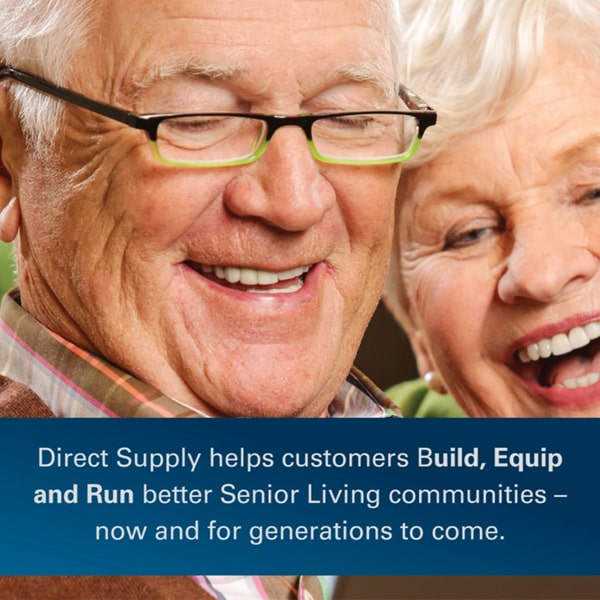 Direct Supply helps customers Build, Equip
and Run better Senior Living communities –
now and for generations to come.